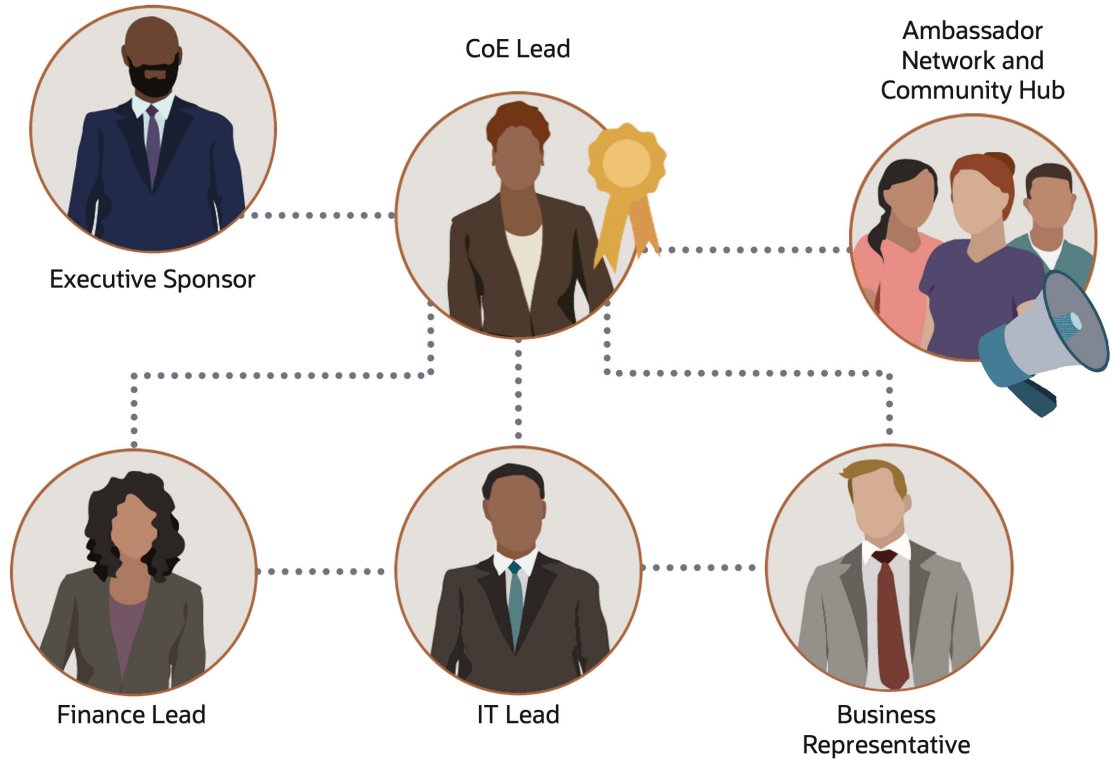 CoE Lead
Ambassador
Network and
Community Hub
Executive Sponsor
Finance Lead
IT Lead
Business
Representative